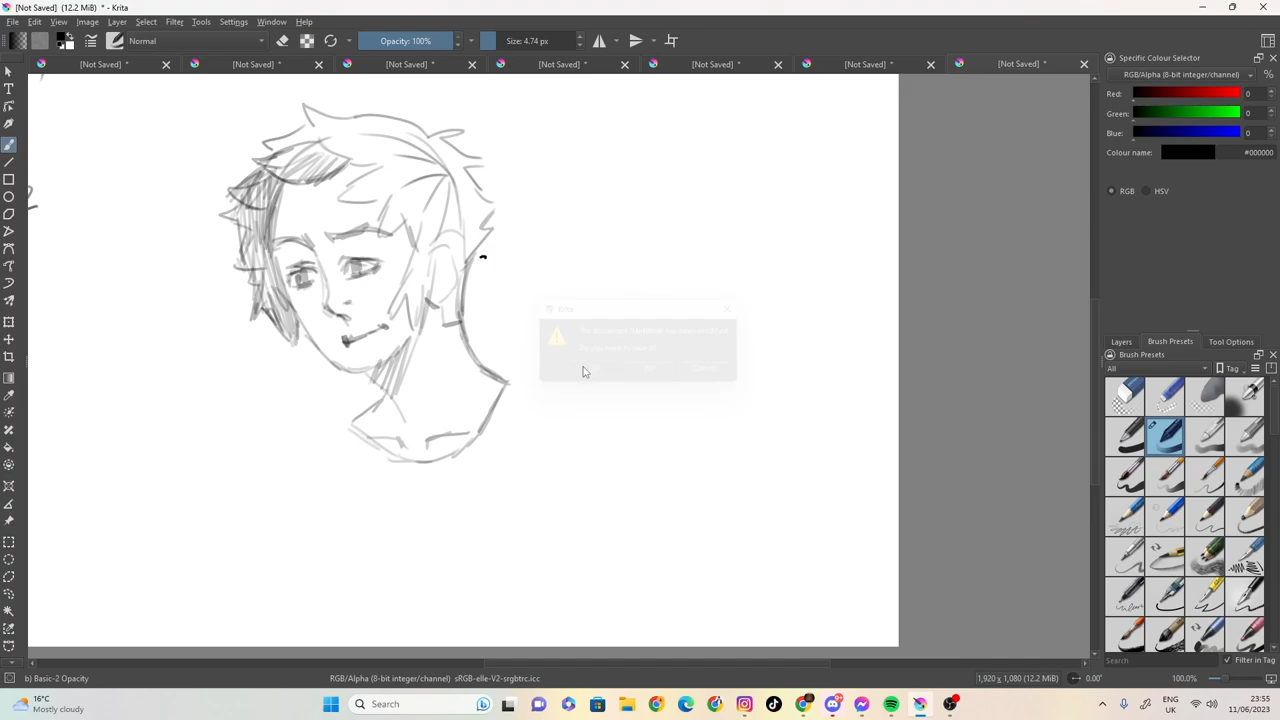 [Not Saved] (12.2 MiB) * - Krita
File Edit View Image Layer Select Filter Tools Settings Window Help
Normal Opacity: 100% Size: 4.74 px
[Not Saved] * [Not Saved] * [Not Saved] * [Not Saved] * [Not Saved] * [Not Saved] * [Not Saved] *
Specific Colour Selector
RGB/Alpha (8-bit integer/channel) %
Red: 0
Green: 0
Blue: 0
Colour name: #000000
RGB HSV
Krita
Layers Brush Presets Tool Options
Brush Presets
All Tag
Search Filter in Tag
b) Basic-2 Opacity RGB/Alpha (8-bit integer/channel) sRGB-elle-V2-srgbtrc.icc 1,920 x 1,080 (12.2 MiB) 0.00° 100.0%
16°C
Mostly cloudy
Search
ENG
UK
23:55
11/06/2023